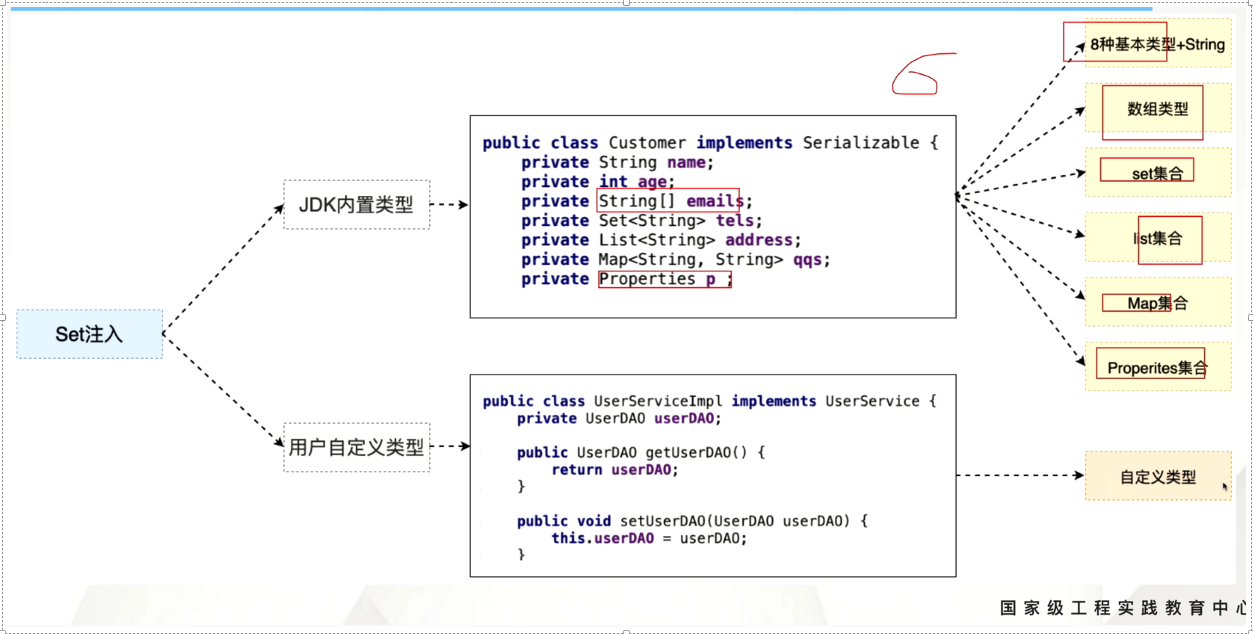 Set注入
JDK内置类型
用户自定义类型
public class Customer implements Serializable {
private String name;
private int age;
private String[] emails;
private Set<String> tels;
private List<String> address;
private Map<String, String> qqs;
private Properties p ;
public class UserServiceImpl implements UserService {
private UserDAO userDAO;
public UserDAO getUserDAO() {
return userDAO;
}
public void setUserDAO(UserDAO userDAO) {
this.userDAO = userDAO;
}
6
8种基本类型+String
数组类型
set集合
list集合
Map集合
Properites集合
自定义类型
国家级工程实践教育中心